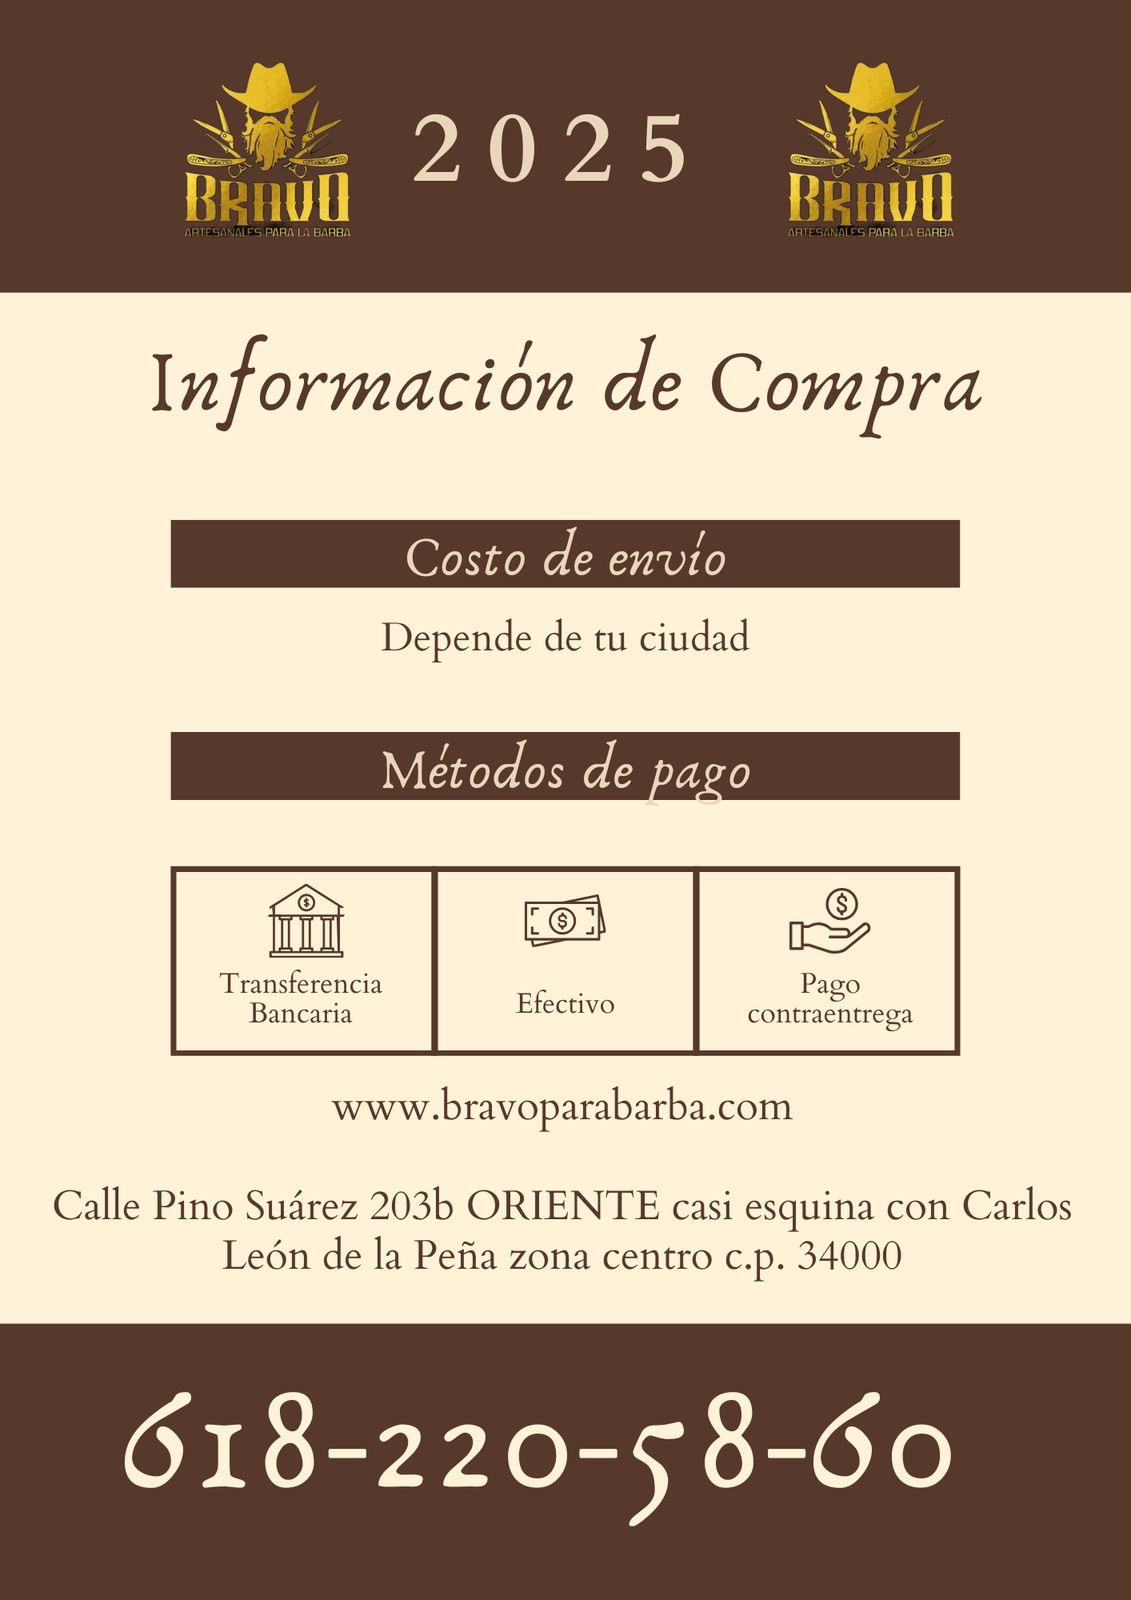 BRAVO
ARTESANALES PARA LA BARBA
2025
BRAVO
ARTESANALES PARA LA BARBA
Información de Compra
Costo de envío
Depende de tu ciudad
Métodos de pago
Transferencia
Bancaria
Efectivo
Pago
contraentrega
www.bravoparabarba.com
Calle Pino Suárez 203b ORIENTE casi esquina con Carlos
León de la Peña zona centro c.p. 34000
618-220-58-60